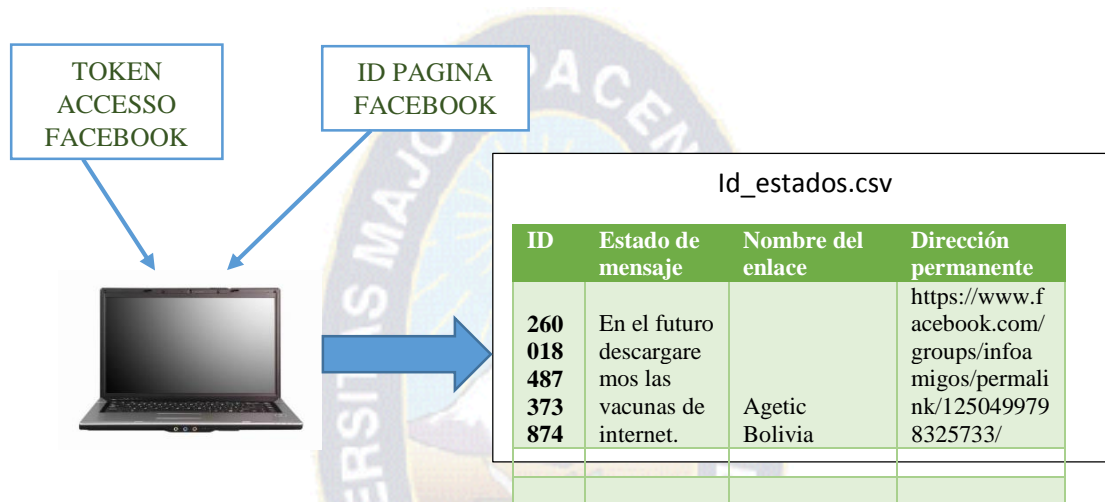 TOKEN
ACCESSO
FACEBOOK
ID PAGINA
FACEBOOK
Id_estados.csv
ID
Estado de
mensaje
Nombre del
enlace
Dirección
permanente
260
018
487
373
874
En el futuro
descargare
mos las
vacunas de
internet.
Agetic
Bolivia
https://www.f
acebook.com/
groups/infoa
migos/permali
nk/125049979
8325733/